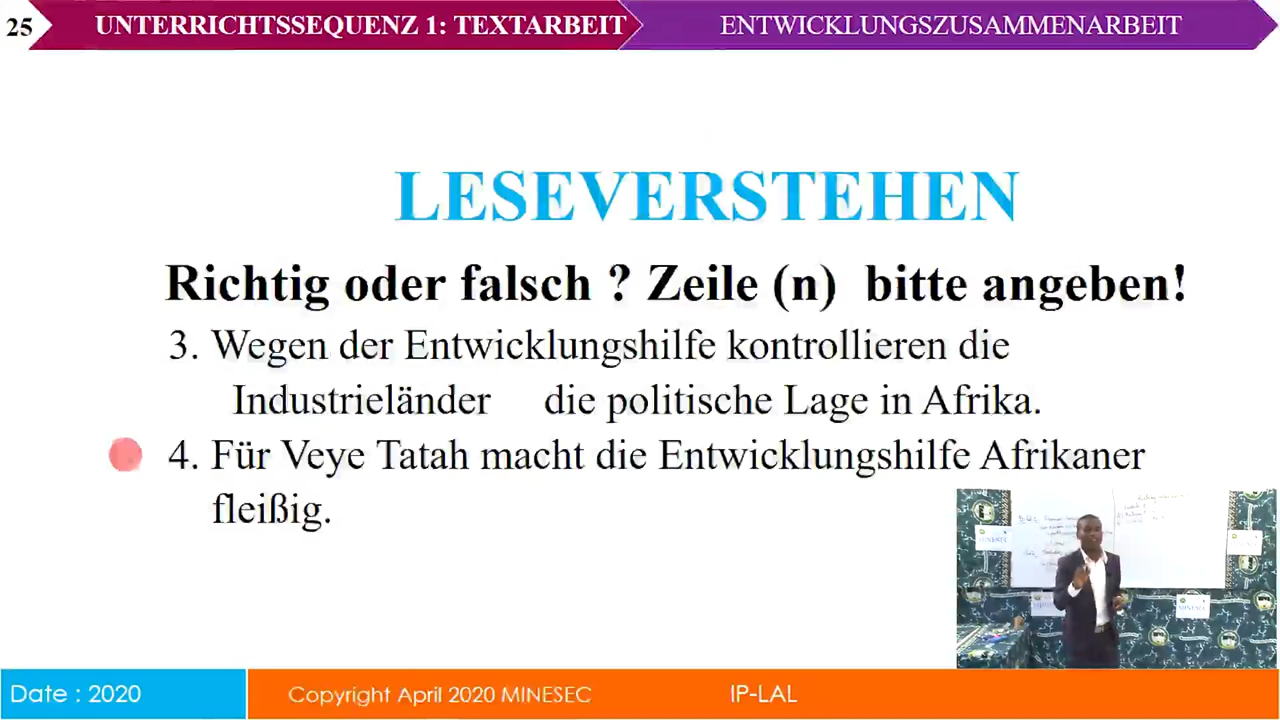 25
UNTERRICHTSSEQUENZ 1: TEXTARBEIT
ENTWICKLUNGSZUSAMMENARBEIT
LESEVERSTEHEN
Richtig oder falsch ? Zeile (n) bitte angeben!
3. Wegen der Entwicklungshilfe kontrollieren die
Industrieländer die politische Lage in Afrika.
4. Für Veye Tatah macht die Entwicklungshilfe Afrikaner
fleißig.
MINESEC
MINESEC
Date : 2020
Copyright April 2020 MINESEC
IP-LAL